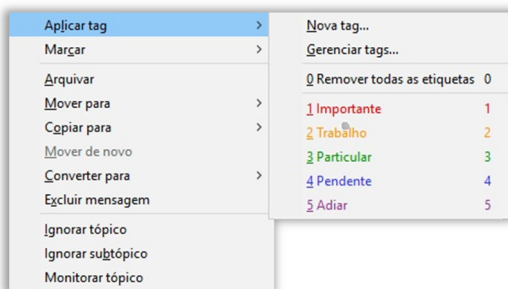 Aplicar tag
Marcar
Arquivar
Mover para
Copiar para
Mover de novo
Converter para
Excluir mensagem
Ignorar tópico
Ignorar subtópico
Monitorar tópico
Nova tag...
Gerenciar tags...
0 Remover todas as etiquetas 0
1 Importante 1
2 Trabalho 2
3 Particular 3
4 Pendente 4
5 Adiar 5